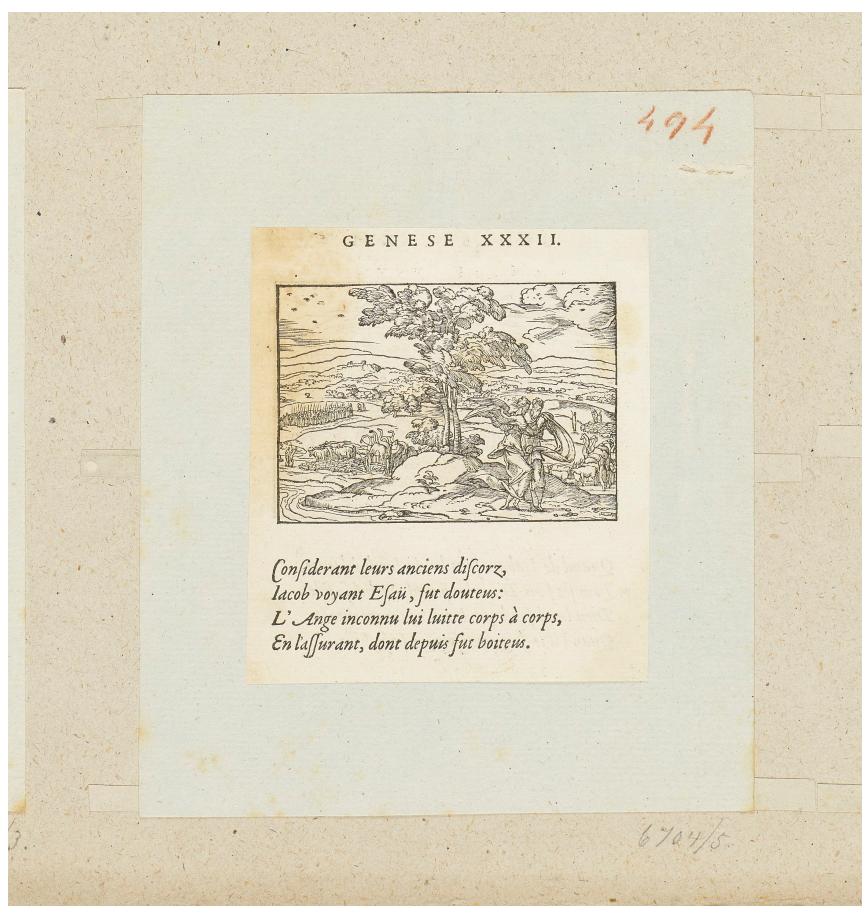 494
GENESE XXXII.
Conſiderant leurs anciens diſcorz,
Iacob voyant Eſaü, fut douteus:
L'Ange inconnu lui luitte corps à corps,
En l'aſſurant, dont depuis fut boiteus.
/3.
6704/5.